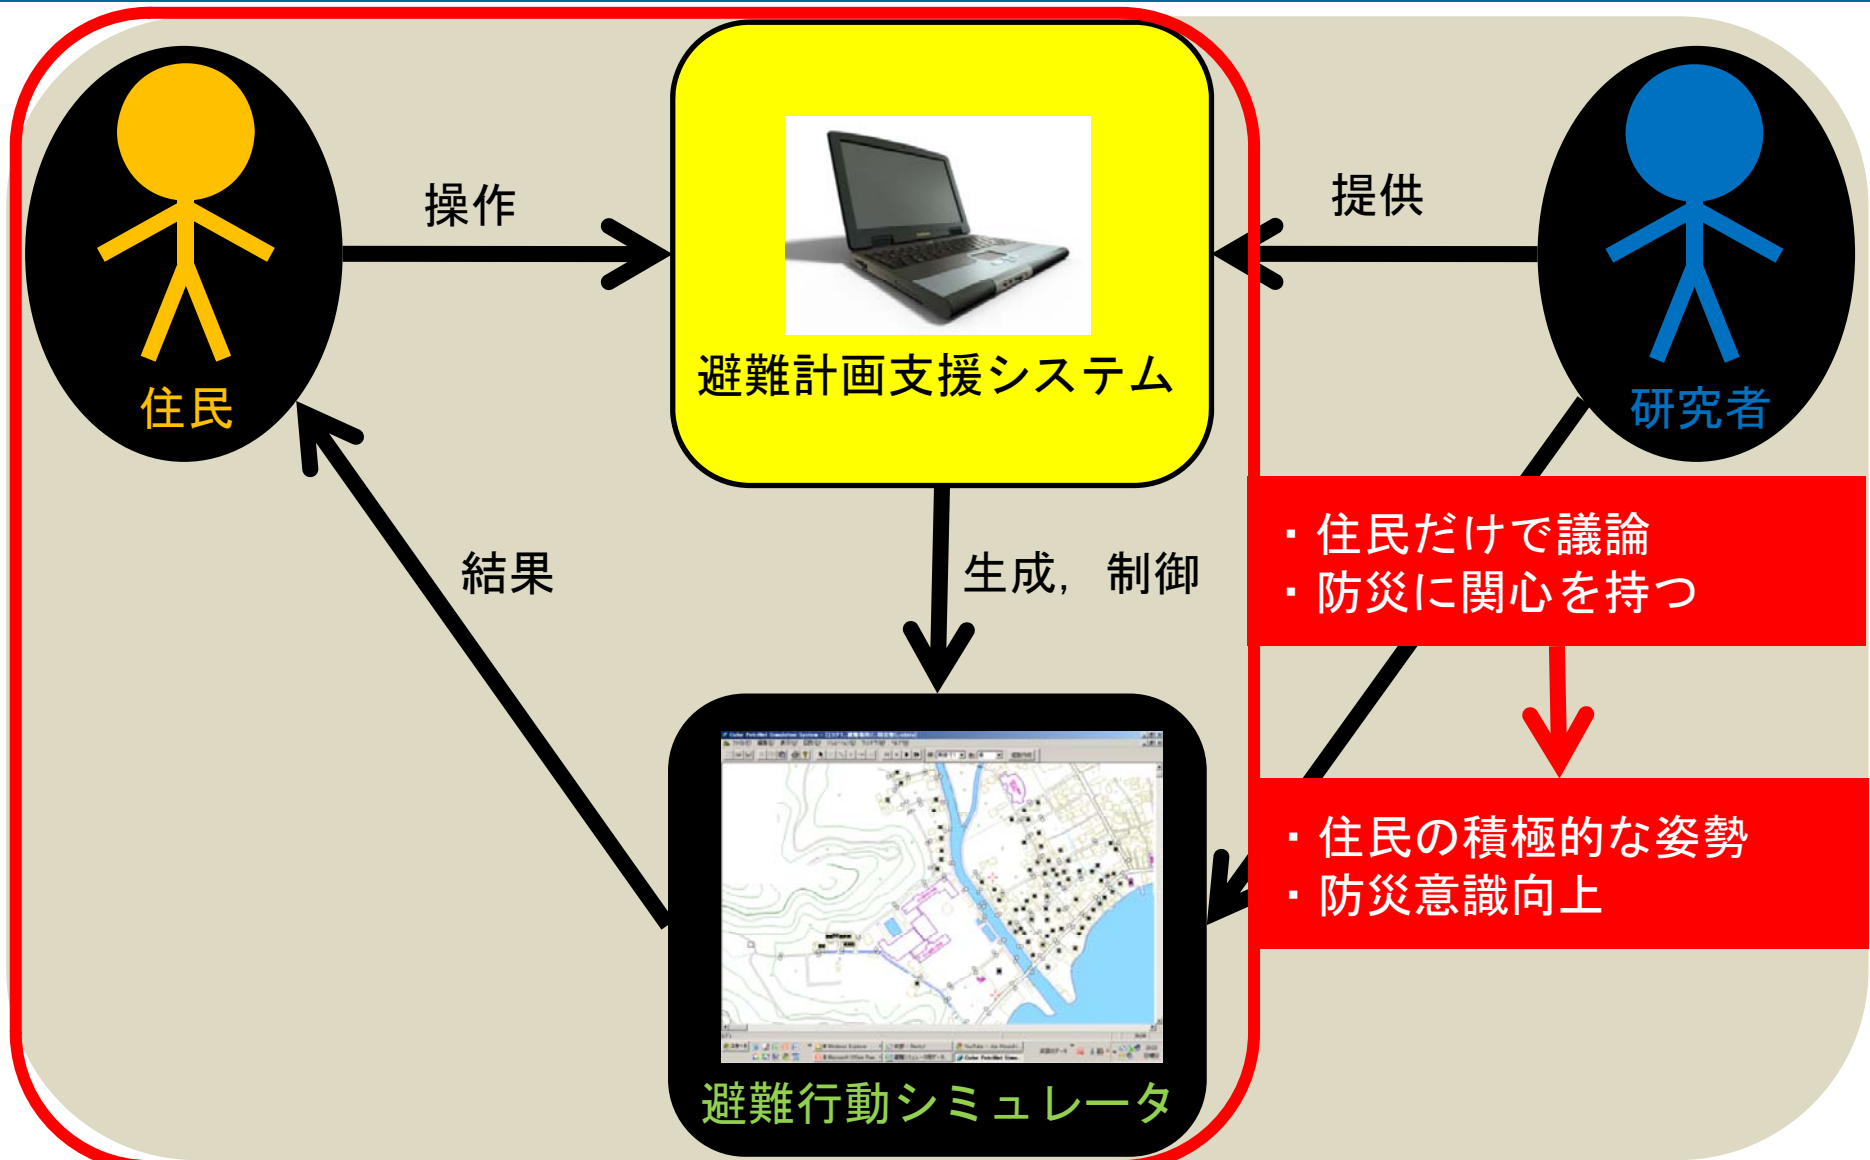 操作
提供
避難計画支援システム
住民
研究者
・住民だけで議論
・防災に関心を持つ
結果
生成，制御
・住民の積極的な姿勢
・防災意識向上
避難行動シミュレータ